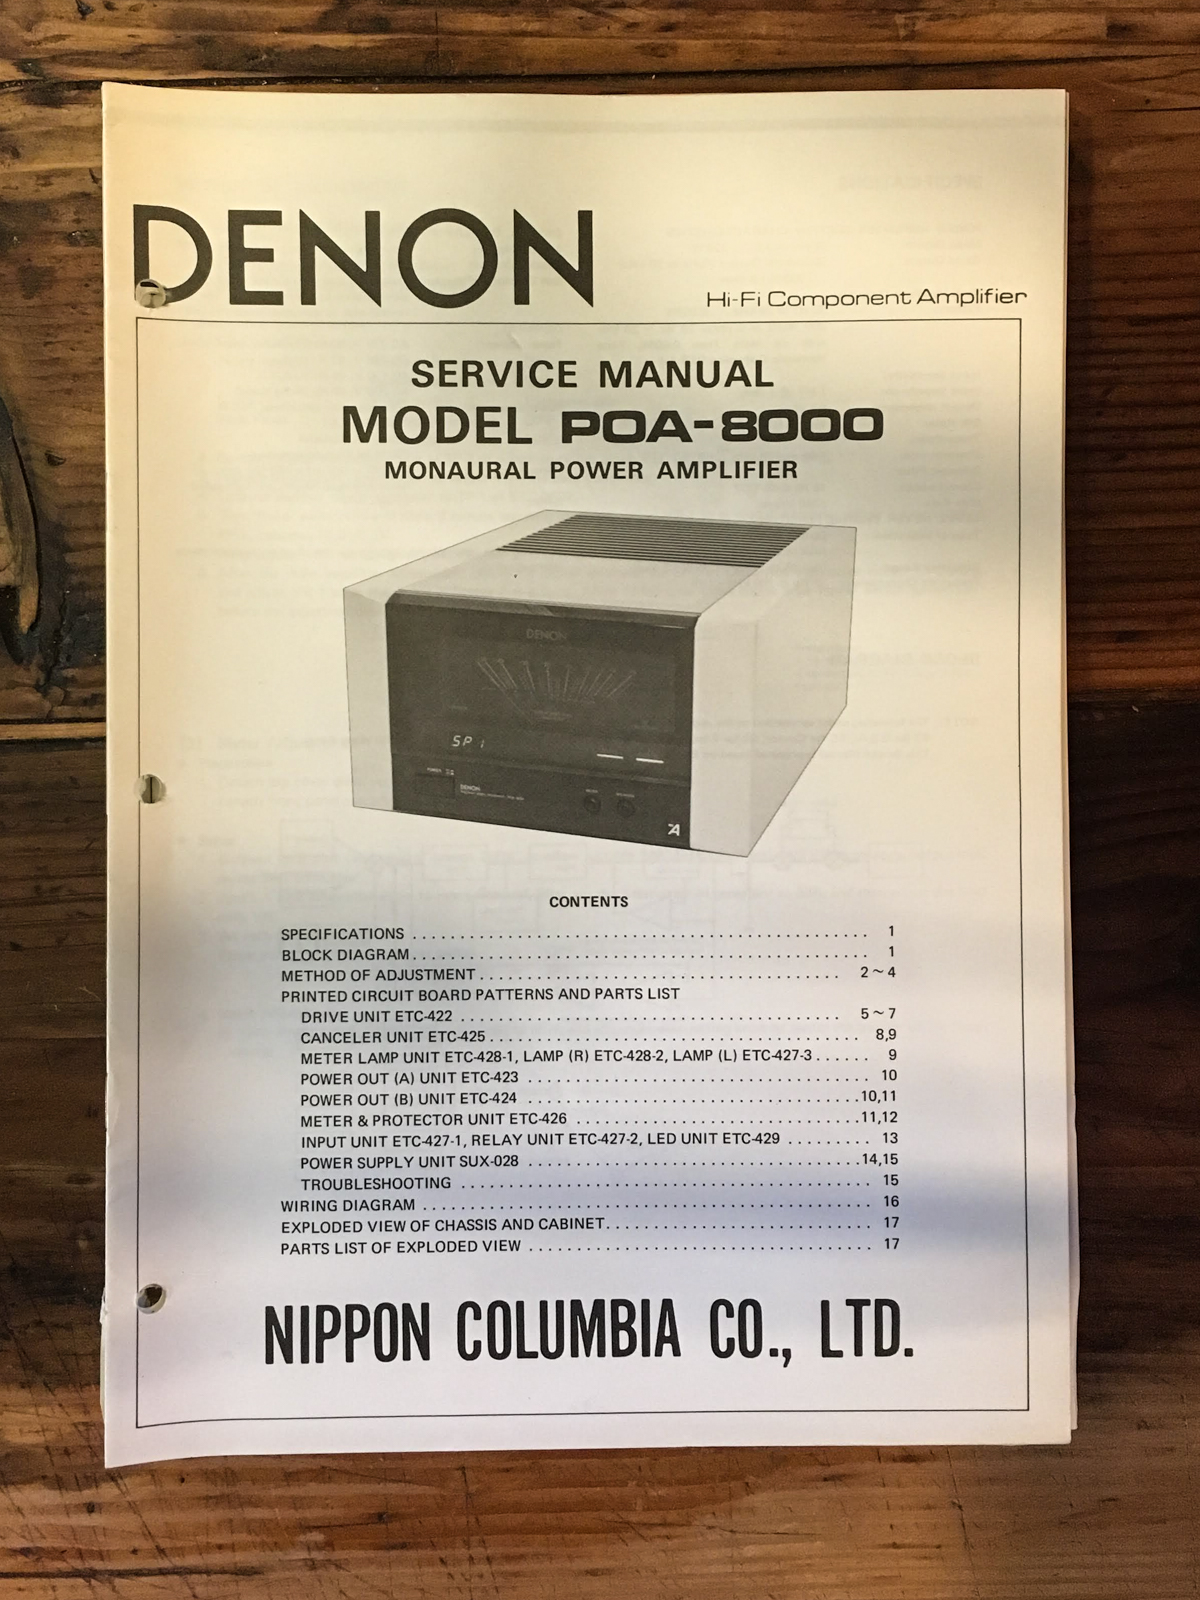 DENON
Hi-Fi Component Amplifier
SERVICE MANUAL
MODEL POA-8000
MONAURAL POWER AMPLIFIER
DENON
SP 1
POWER
DENON
A
CONTENTS
SPECIFICATIONS . . . . . . . . . . . . . . . . . . . . . . . . . . . . . . . . . . . . . . . . . . . . . . . . . 1
BLOCK DIAGRAM . . . . . . . . . . . . . . . . . . . . . . . . . . . . . . . . . . . . . . . . . . . . . . . . . 1
METHOD OF ADJUSTMENT . . . . . . . . . . . . . . . . . . . . . . . . . . . . . . . . . . . . . . . 2 ~ 4
PRINTED CIRCUIT BOARD PATTERNS AND PARTS LIST
DRIVE UNIT ETC-422 . . . . . . . . . . . . . . . . . . . . . . . . . . . . . . . . . . . . . . . . . 5 ~ 7
CANCELER UNIT ETC-425 . . . . . . . . . . . . . . . . . . . . . . . . . . . . . . . . . . . . . . . . 8,9
METER LAMP UNIT ETC-428-1, LAMP (R) ETC-428-2, LAMP (L) ETC-427-3 . . . . . . 9
POWER OUT (A) UNIT ETC-423 . . . . . . . . . . . . . . . . . . . . . . . . . . . . . . . . . . . . . 10
POWER OUT (B) UNIT ETC-424 . . . . . . . . . . . . . . . . . . . . . . . . . . . . . . . . . . . . 10,11
METER & PROTECTOR UNIT ETC-426 . . . . . . . . . . . . . . . . . . . . . . . . . . . . . . . 11,12
INPUT UNIT ETC-427-1, RELAY UNIT ETC-427-2, LED UNIT ETC-429 . . . . . . . . . 13
POWER SUPPLY UNIT SUX-028 . . . . . . . . . . . . . . . . . . . . . . . . . . . . . . . . . . . . 14,15
TROUBLESHOOTING . . . . . . . . . . . . . . . . . . . . . . . . . . . . . . . . . . . . . . . . . . . . 15
WIRING DIAGRAM . . . . . . . . . . . . . . . . . . . . . . . . . . . . . . . . . . . . . . . . . . . . . . . . 16
EXPLODED VIEW OF CHASSIS AND CABINET . . . . . . . . . . . . . . . . . . . . . . . . . . . . . 17
PARTS LIST OF EXPLODED VIEW . . . . . . . . . . . . . . . . . . . . . . . . . . . . . . . . . . . . . 17
NIPPON COLUMBIA CO., LTD.